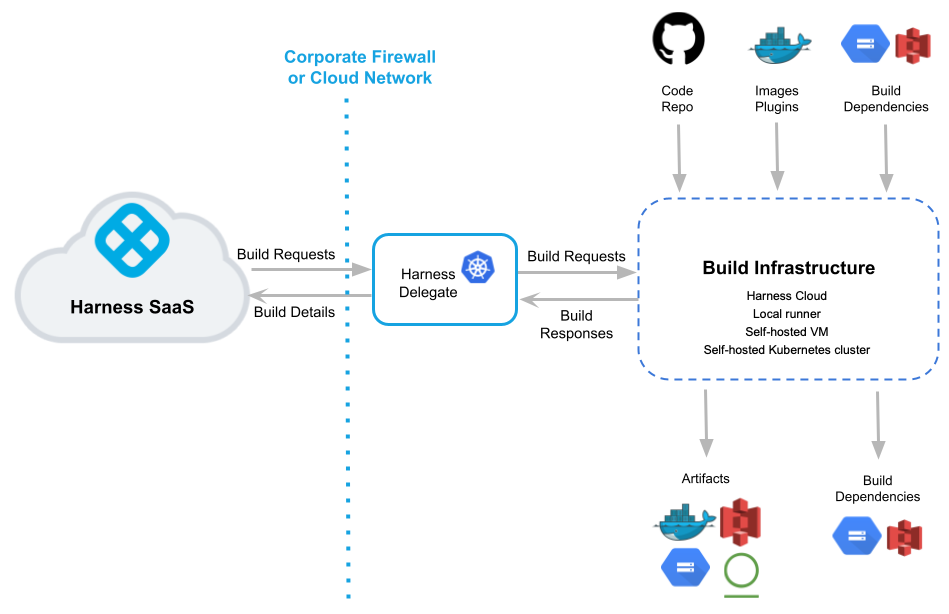 Corporate Firewall
or Cloud Network
Code
Repo
Images
Plugins
Build
Dependencies
Harness SaaS
Build Requests
Build Details
Harness
Delegate
Build Requests
Build
Responses
Build Infrastructure
Harness Cloud
Local runner
Self-hosted VM
Self-hosted Kubernetes cluster
Artifacts
Build
Dependencies